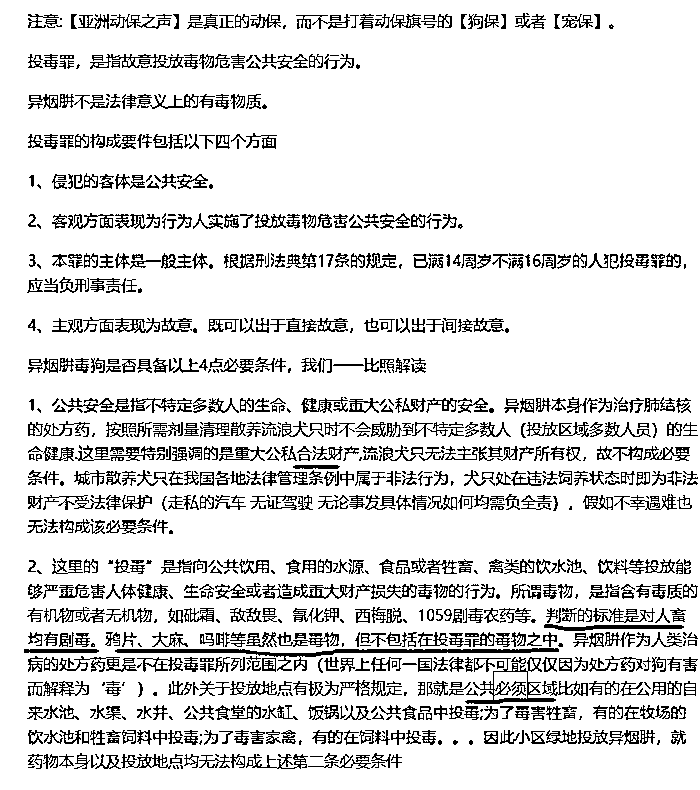 注意:【亚洲动保之声】是真正的动保，而不是打着动保旗号的【狗保】或者【宠保】。
投毒罪，是指故意投放毒物危害公共安全的行为。
异烟肼不是法律意义上的有毒物质。
投毒罪的构成要件包括以下四个方面
1、侵犯的客体是公共安全。
2、客观方面表现为行为人实施了投放毒物危害公共安全的行为。
3、本罪的主体是一般主体。根据刑法典第17条的规定，已满14周岁不满16周岁的人犯投毒罪的，
应当负刑事责任。
4、主观方面表现为故意。既可以出于直接故意，也可以出于间接故意。
异烟肼毒狗是否具备以上4点必要条件，我们一一比照解读
1、公共安全是指不特定多数人的生命、健康或重大公私财产的安全。异烟肼本身作为治疗肺结核
的处方药，按照所需剂量清理散养流浪犬只时不会威胁到不特定多数人（投放区域多数人员）的生
命健康.这里需要特别强调的是重大公私合法财产,流浪犬只无法主张其财产所有权，故不构成必要
条件。城市散养犬只在我国各地法律管理条例中属于非法行为，犬只处在违法饲养状态时即为非法
财产不受法律保护（走私的汽车 无证驾驶 无论事发具体情况如何均需负全责）。假如不幸遇难也
无法构成该必要条件。
2、这里的“投毒”是指向公共饮用、食用的水源、食品或者牲畜、禽类的饮水池、饮料等投放能
够严重危害人体健康、生命安全或者造成重大财产损失的毒物的行为。所谓毒物，是指含有毒质的
有机物或者无机物，如砒霜、敌敌畏、氰化钾、西梅脱、1059剧毒农药等。判断的标准是对人畜
均有剧毒。鸦片、大麻、吗啡等虽然也是毒物，但不包括在投毒罪的毒物之中。异烟肼作为人类治
病的处方药更是不在投毒罪所列范围之内（世界上任何一国法律都不可能仅仅因为处方药对狗有害
而解释为‘毒’）。此外关于投放地点有极为严格规定，那就是公共必须区域比如有的在公用的自
来水池、水渠、水井、公共食堂的水缸、饭锅以及公共食品中投毒;为了毒害牲畜，有的在牧场的
饮水池和牲畜饲料中投毒;为了毒害家禽，有的在饲料中投毒。。。因此小区绿地投放异烟肼，就
药物本身以及投放地点均无法构成上述第二条必要条件